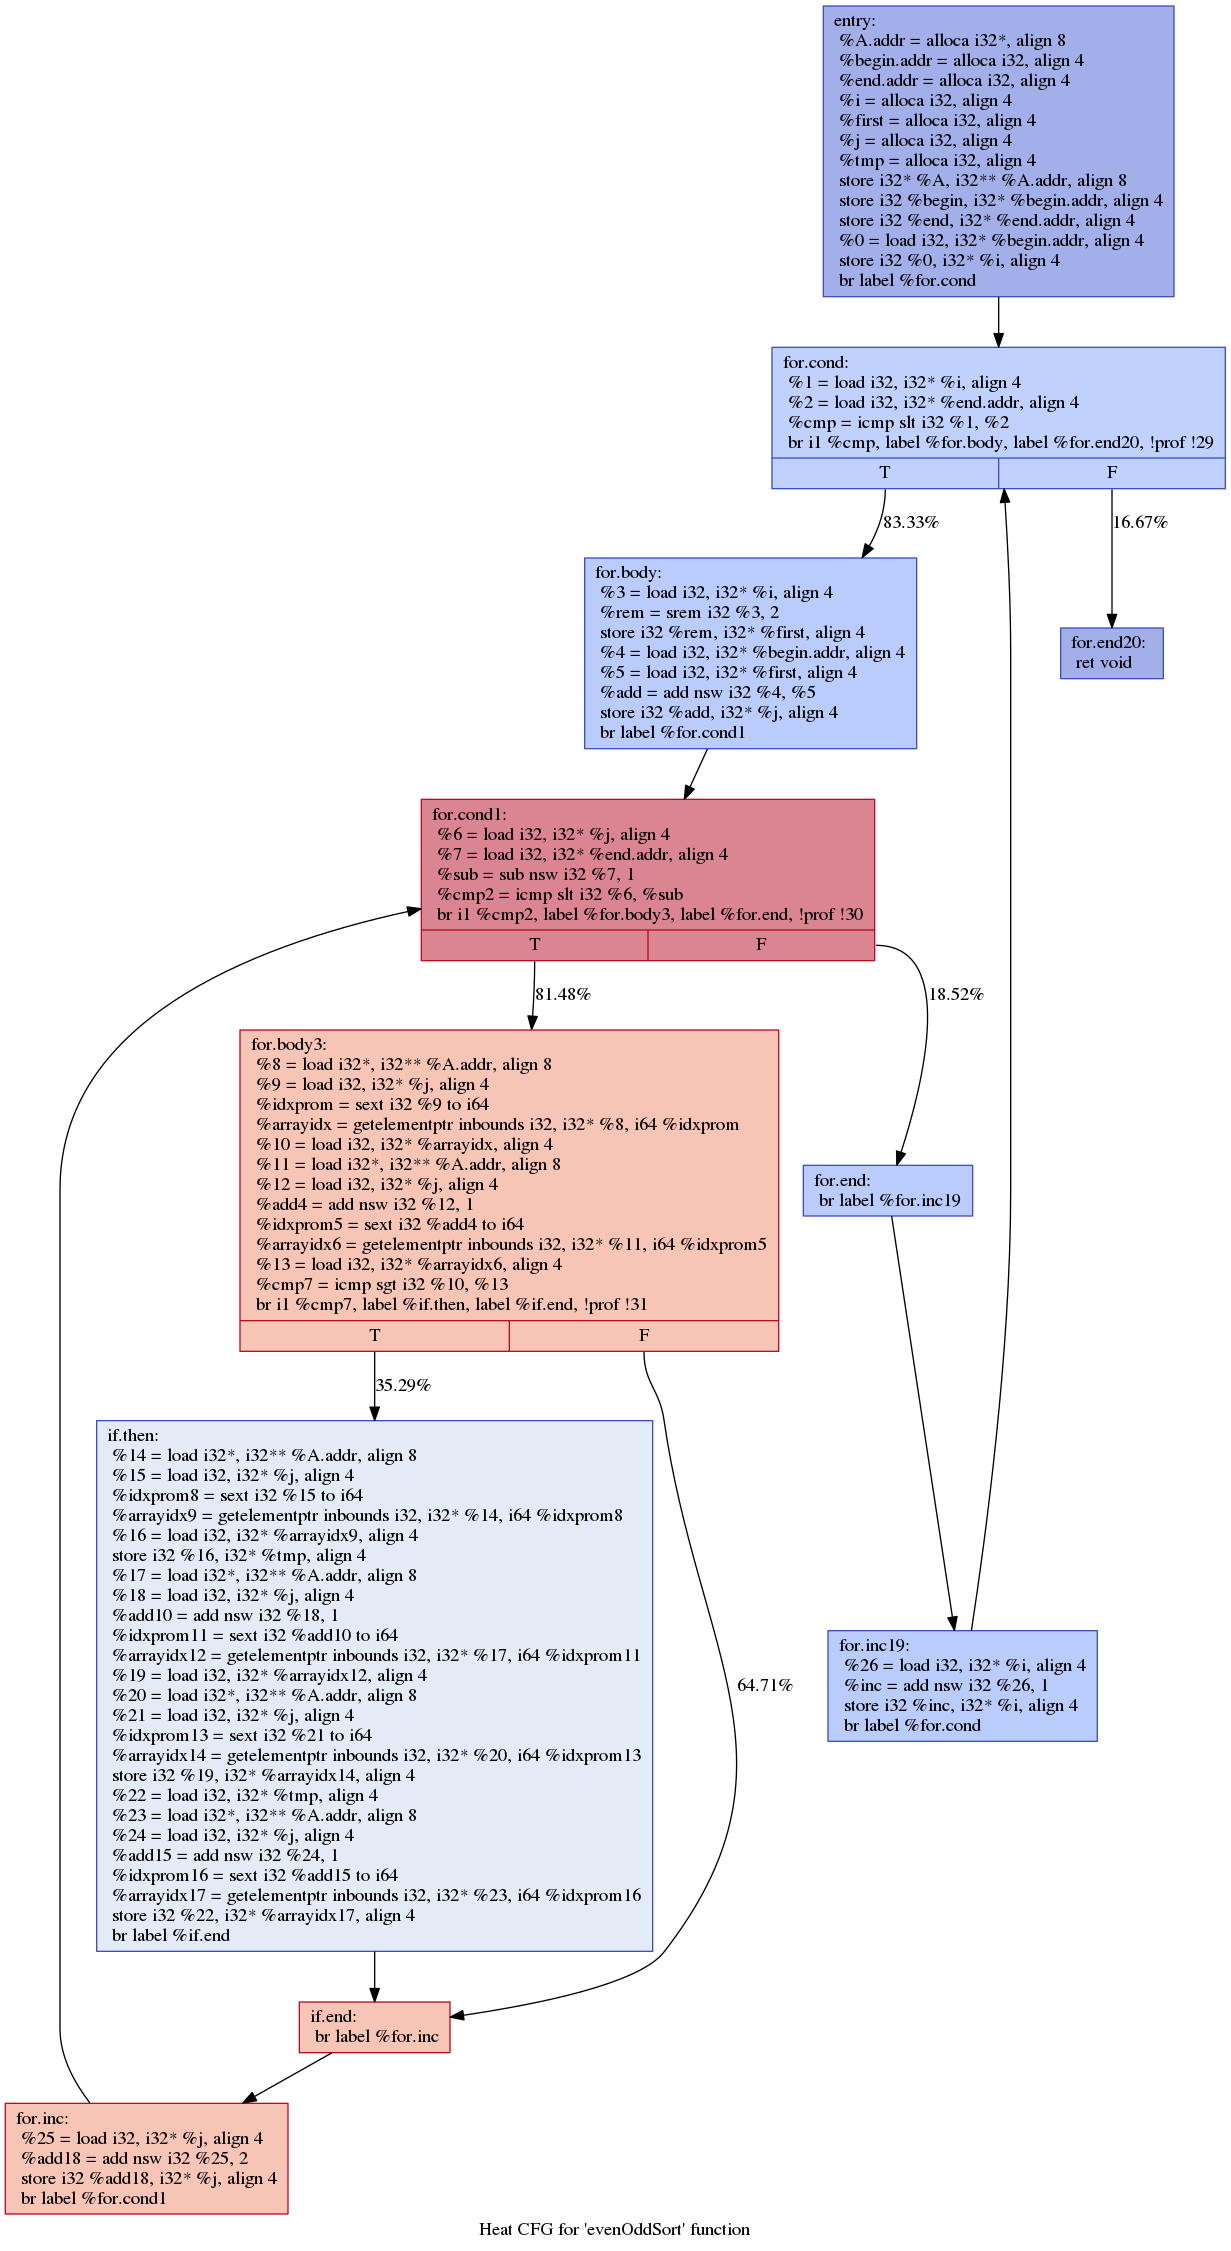 entry:
%A.addr = alloca i32*, align 8
%begin.addr = alloca i32, align 4
%end.addr = alloca i32, align 4
%i = alloca i32, align 4
%first = alloca i32, align 4
%j = alloca i32, align 4
%tmp = alloca i32, align 4
store i32* %A, i32** %A.addr, align 8
store i32 %begin, i32* %begin.addr, align 4
store i32 %end, i32* %end.addr, align 4
%0 = load i32, i32* %begin.addr, align 4
store i32 %0, i32* %i, align 4
br label %for.cond
for.cond:
%1 = load i32, i32* %i, align 4
%2 = load i32, i32* %end.addr, align 4
%cmp = icmp slt i32 %1, %2
br i1 %cmp, label %for.body, label %for.end20, !prof !29
T F
83.33% 16.67%
for.body:
%3 = load i32, i32* %i, align 4
%rem = srem i32 %3, 2
store i32 %rem, i32* %first, align 4
%4 = load i32, i32* %begin.addr, align 4
%5 = load i32, i32* %first, align 4
%add = add nsw i32 %4, %5
store i32 %add, i32* %j, align 4
br label %for.cond1
for.end20:
ret void
for.cond1:
%6 = load i32, i32* %j, align 4
%7 = load i32, i32* %end.addr, align 4
%sub = sub nsw i32 %7, 1
%cmp2 = icmp slt i32 %6, %sub
br i1 %cmp2, label %for.body3, label %for.end, !prof !30
T F
81.48% 18.52%
for.body3:
%8 = load i32*, i32** %A.addr, align 8
%9 = load i32, i32* %j, align 4
%idxprom = sext i32 %9 to i64
%arrayidx = getelementptr inbounds i32, i32* %8, i64 %idxprom
%10 = load i32, i32* %arrayidx, align 4
%11 = load i32*, i32** %A.addr, align 8
%12 = load i32, i32* %j, align 4
%add4 = add nsw i32 %12, 1
%idxprom5 = sext i32 %add4 to i64
%arrayidx6 = getelementptr inbounds i32, i32* %11, i64 %idxprom5
%13 = load i32, i32* %arrayidx6, align 4
%cmp7 = icmp sgt i32 %10, %13
br i1 %cmp7, label %if.then, label %if.end, !prof !31
T F
for.end:
br label %for.inc19
35.29%
64.71%
if.then:
%14 = load i32*, i32** %A.addr, align 8
%15 = load i32, i32* %j, align 4
%idxprom8 = sext i32 %15 to i64
%arrayidx9 = getelementptr inbounds i32, i32* %14, i64 %idxprom8
%16 = load i32, i32* %arrayidx9, align 4
store i32 %16, i32* %tmp, align 4
%17 = load i32*, i32** %A.addr, align 8
%18 = load i32, i32* %j, align 4
%add10 = add nsw i32 %18, 1
%idxprom11 = sext i32 %add10 to i64
%arrayidx12 = getelementptr inbounds i32, i32* %17, i64 %idxprom11
%19 = load i32, i32* %arrayidx12, align 4
%20 = load i32*, i32** %A.addr, align 8
%21 = load i32, i32* %j, align 4
%idxprom13 = sext i32 %21 to i64
%arrayidx14 = getelementptr inbounds i32, i32* %20, i64 %idxprom13
store i32 %19, i32* %arrayidx14, align 4
%22 = load i32, i32* %tmp, align 4
%23 = load i32*, i32** %A.addr, align 8
%24 = load i32, i32* %j, align 4
%add15 = add nsw i32 %24, 1
%idxprom16 = sext i32 %add15 to i64
%arrayidx17 = getelementptr inbounds i32, i32* %23, i64 %idxprom16
store i32 %22, i32* %arrayidx17, align 4
br label %if.end
for.inc19:
%26 = load i32, i32* %i, align 4
%inc = add nsw i32 %26, 1
store i32 %inc, i32* %i, align 4
br label %for.cond
if.end:
br label %for.inc
for.inc:
%25 = load i32, i32* %j, align 4
%add18 = add nsw i32 %25, 2
store i32 %add18, i32* %j, align 4
br label %for.cond1
Heat CFG for 'evenOddSort' function